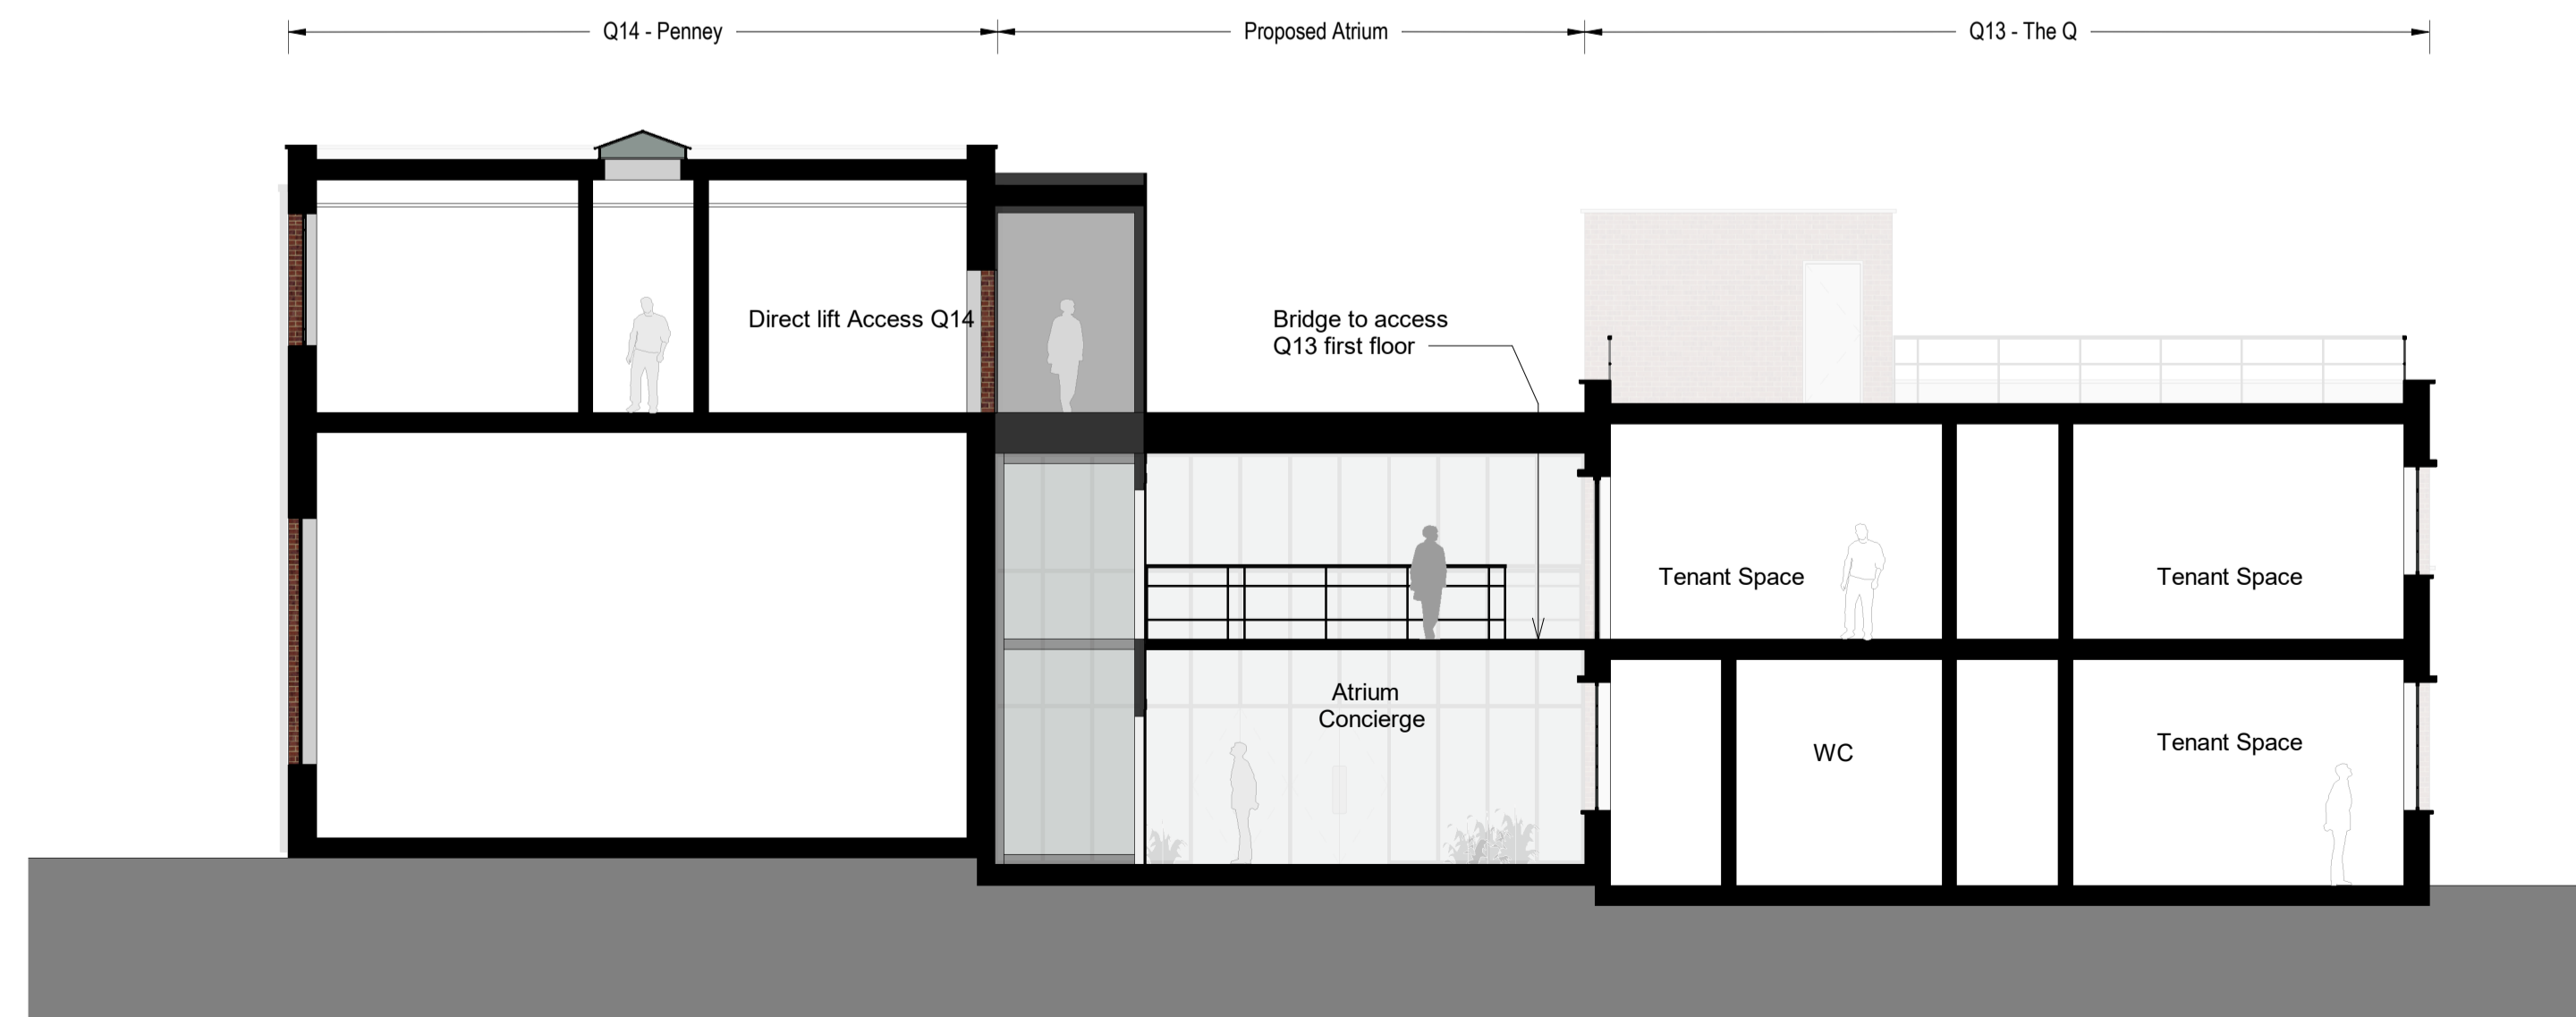 Q14 - Penney
Proposed Atrium
Q13 - The Q
Direct lift Access Q14
Bridge to access
Q13 first floor
Tenant Space
Tenant Space
Atrium
Concierge
WC
Tenant Space